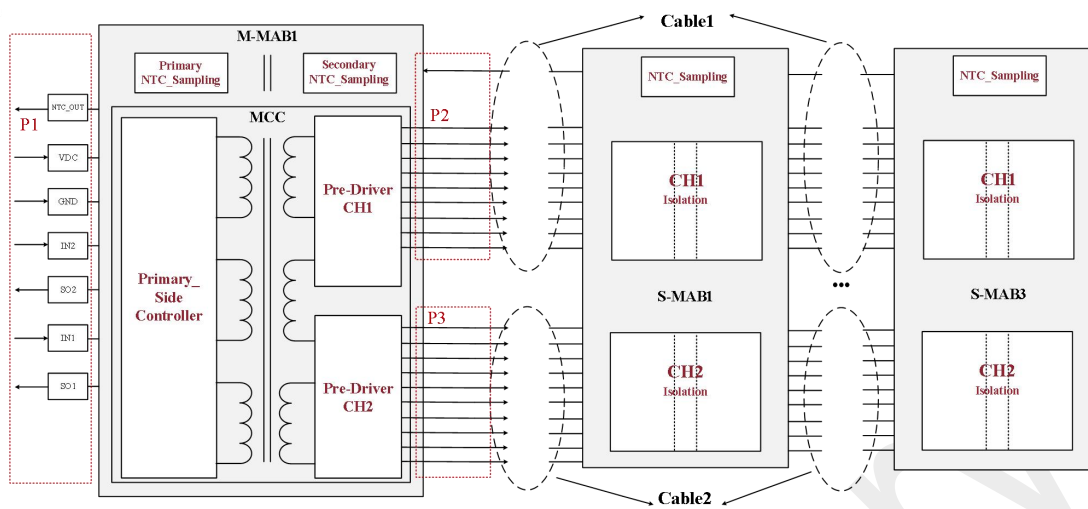 Cable1
M-MAB1
Primary
NTC_Sampling
Secondary
NTC_Sampling
NTC_Sampling
NTC_Sampling
P1
NTC_OUT
VDC
GND
IN2
SO2
IN1
SO1
MCC
Primary_
Side
Controller
Pre-Driver
CH1
Pre-Driver
CH2
P2
P3
CH1
Isolation
S-MAB1
CH2
Isolation
...
CH1
Isolation
S-MAB3
CH2
Isolation
Cable2